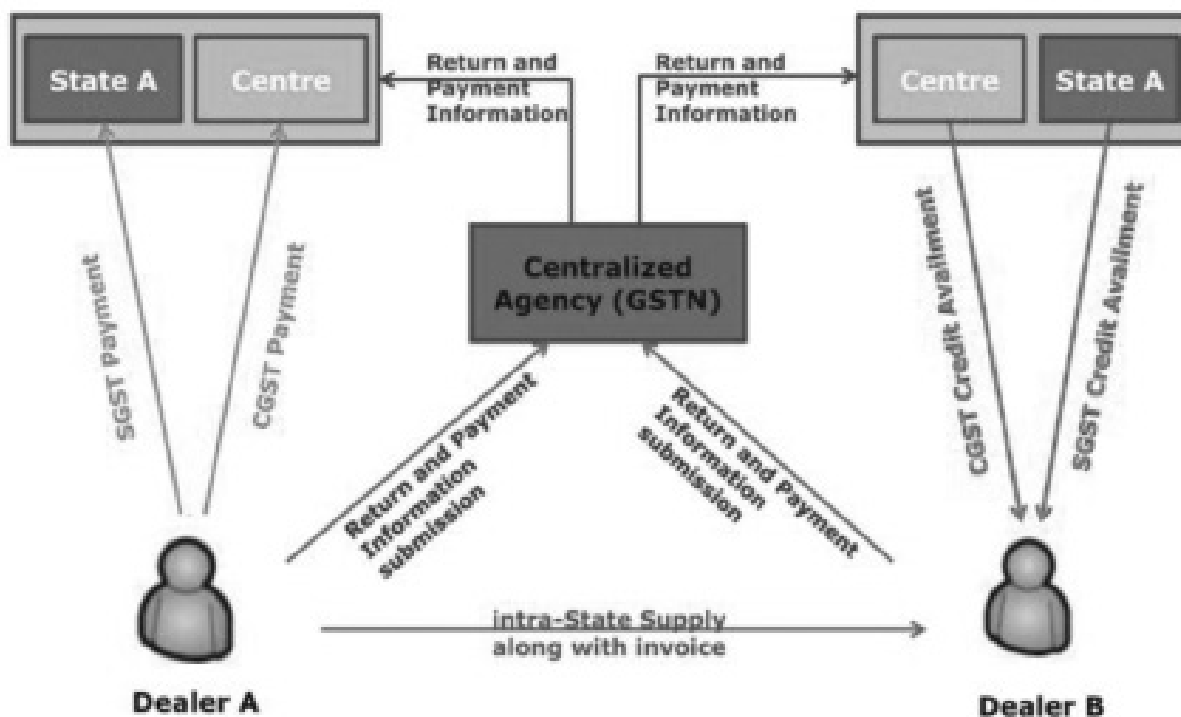 State A
Centre
Return and
Payment
Information
Return and
Payment
Information
Centre
State A
SGST Payment
CGST Payment
Centralized
Agency (GSTN)
CGST Credit Availment
SGST Credit Availment
Return and Payment
Information
submission
Return and Payment
Information
submission
intra-State Supply
along with invoice
Dealer A
Dealer B